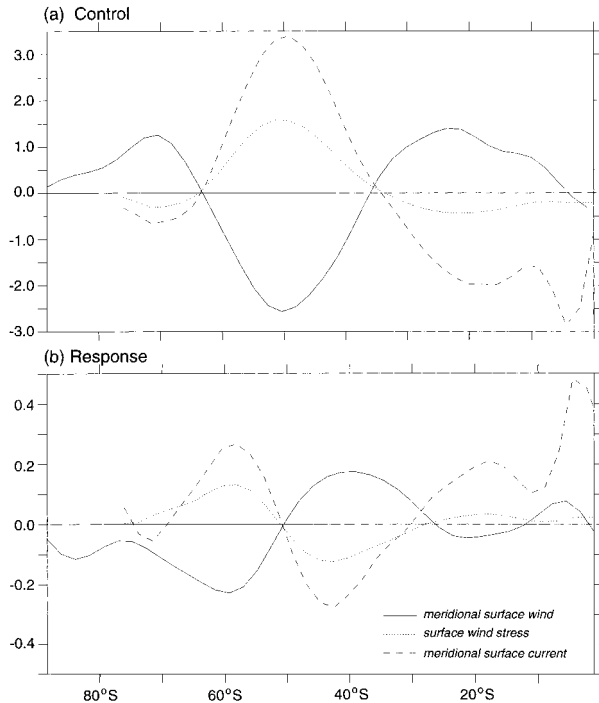 (a) Control
3.0
2.0
1.0
0.0
-1.0
-2.0
-3.0
(b) Response
0.4
0.2
0.0
-0.2
-0.4
meridional surface wind
surface wind stress
meridional surface current
80°S 60°S 40°S 20°S